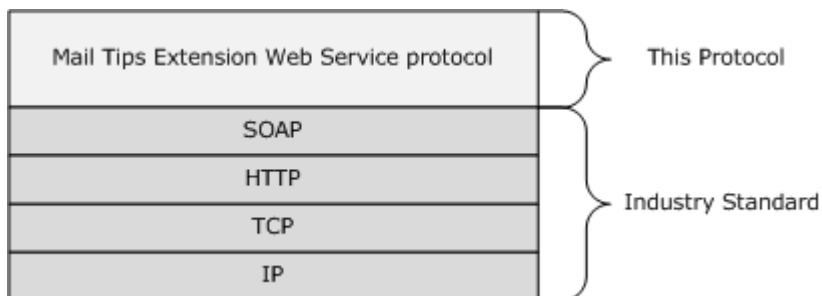 Mail Tips Extension Web Service protocol
This Protocol
SOAP
HTTP
TCP
IP
Industry Standard